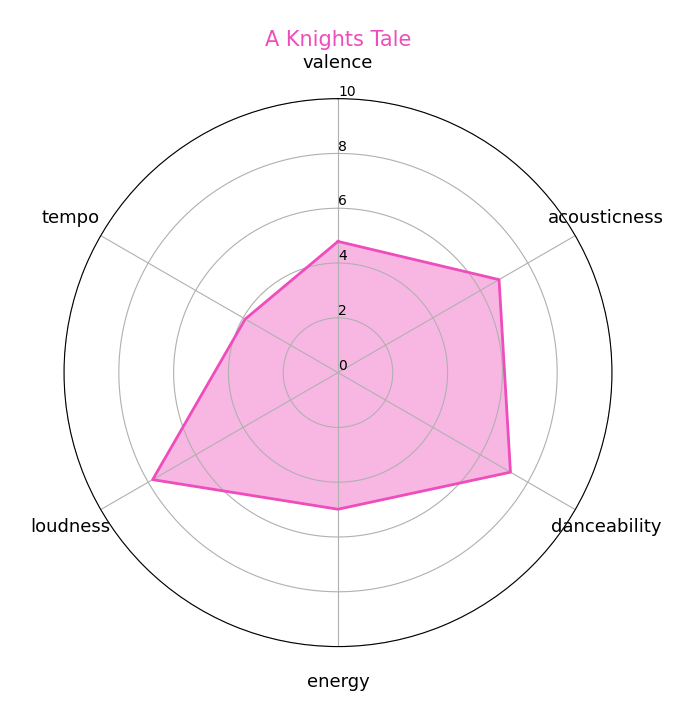 A Knights Tale
valence
10
8
6
4
2
0
tempo
acousticness
loudness
danceability
energy